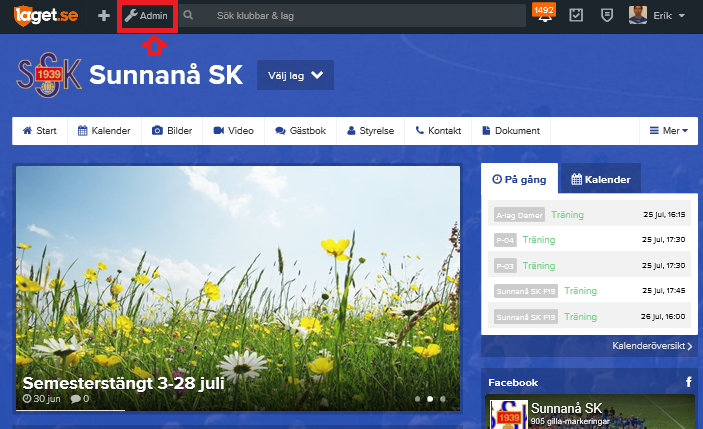 laget.se
Admin
Sök klubbar & lag
1492
Erik
SSK
1939
Sunnanå SK
Välj lag
Start
Kalender
Bilder
Video
Gästbok
Styrelse
Kontakt
Dokument
Mer
Semesterstängt 3-28 juli
30 jun
0
På gång
Kalender
A-lag Damer Träning 25 jul, 16:15
P-04 Träning 25 jul, 17:30
P-03 Träning 25 jul, 17:30
Sunnanå SK F19 Träning 25 jul, 17:45
Sunnanå SK F19 Träning 26 jul, 16:00
Kalenderöversikt
Facebook
f
1939
Sunnanå SK
905 gilla-markeringar